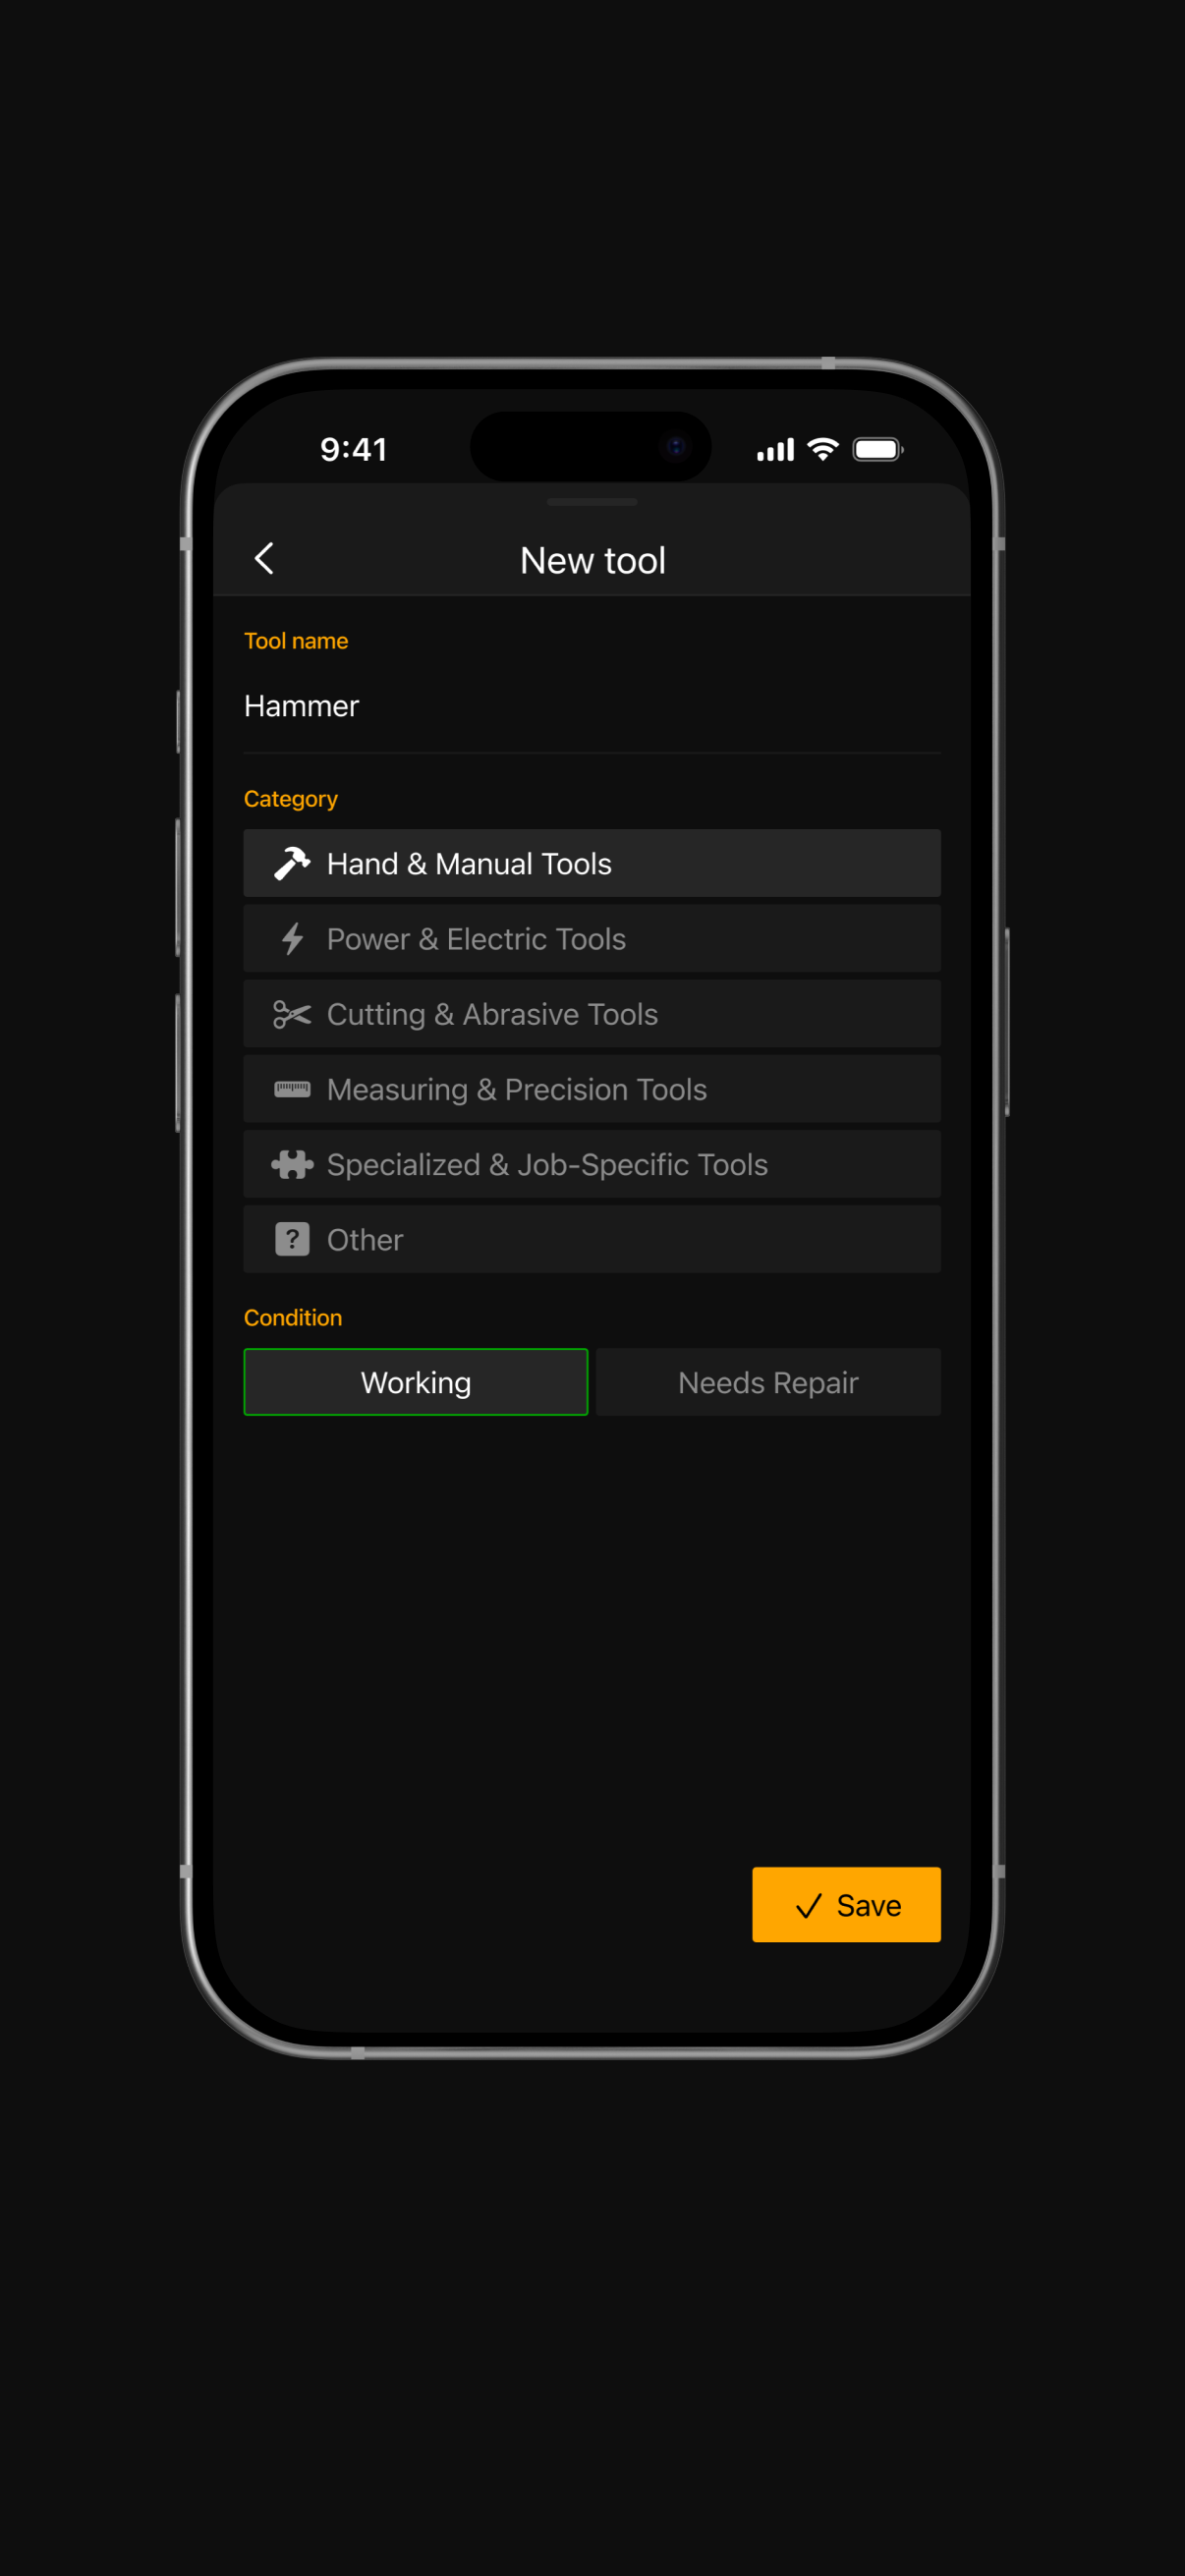 9:41
New tool
Tool name
Hammer
Category
Hand & Manual Tools
Power & Electric Tools
Cutting & Abrasive Tools
Measuring & Precision Tools
Specialized & Job-Specific Tools
? Other
Condition
Working
Needs Repair
Save